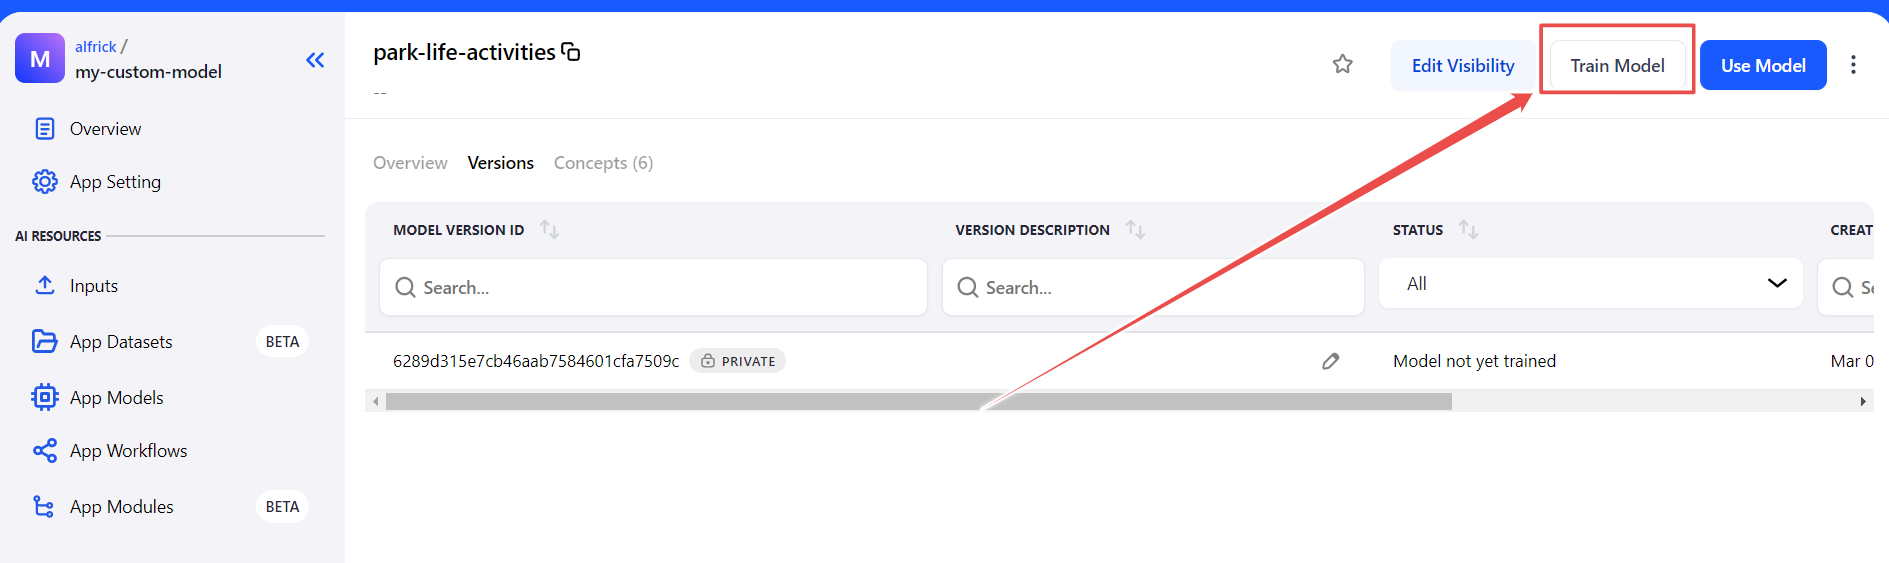 M
alfrick /
my-custom-model
Overview
App Setting
AI RESOURCES
Inputs
App Datasets BETA
App Models
App Workflows
App Modules BETA
park-life-activities
--
Edit Visibility Train Model Use Model
Overview Versions Concepts (6)
MODEL VERSION ID VERSION DESCRIPTION STATUS CREAT
Search... Search... All Se
6289d315e7cb46aab7584601cfa7509c PRIVATE Model not yet trained Mar 0